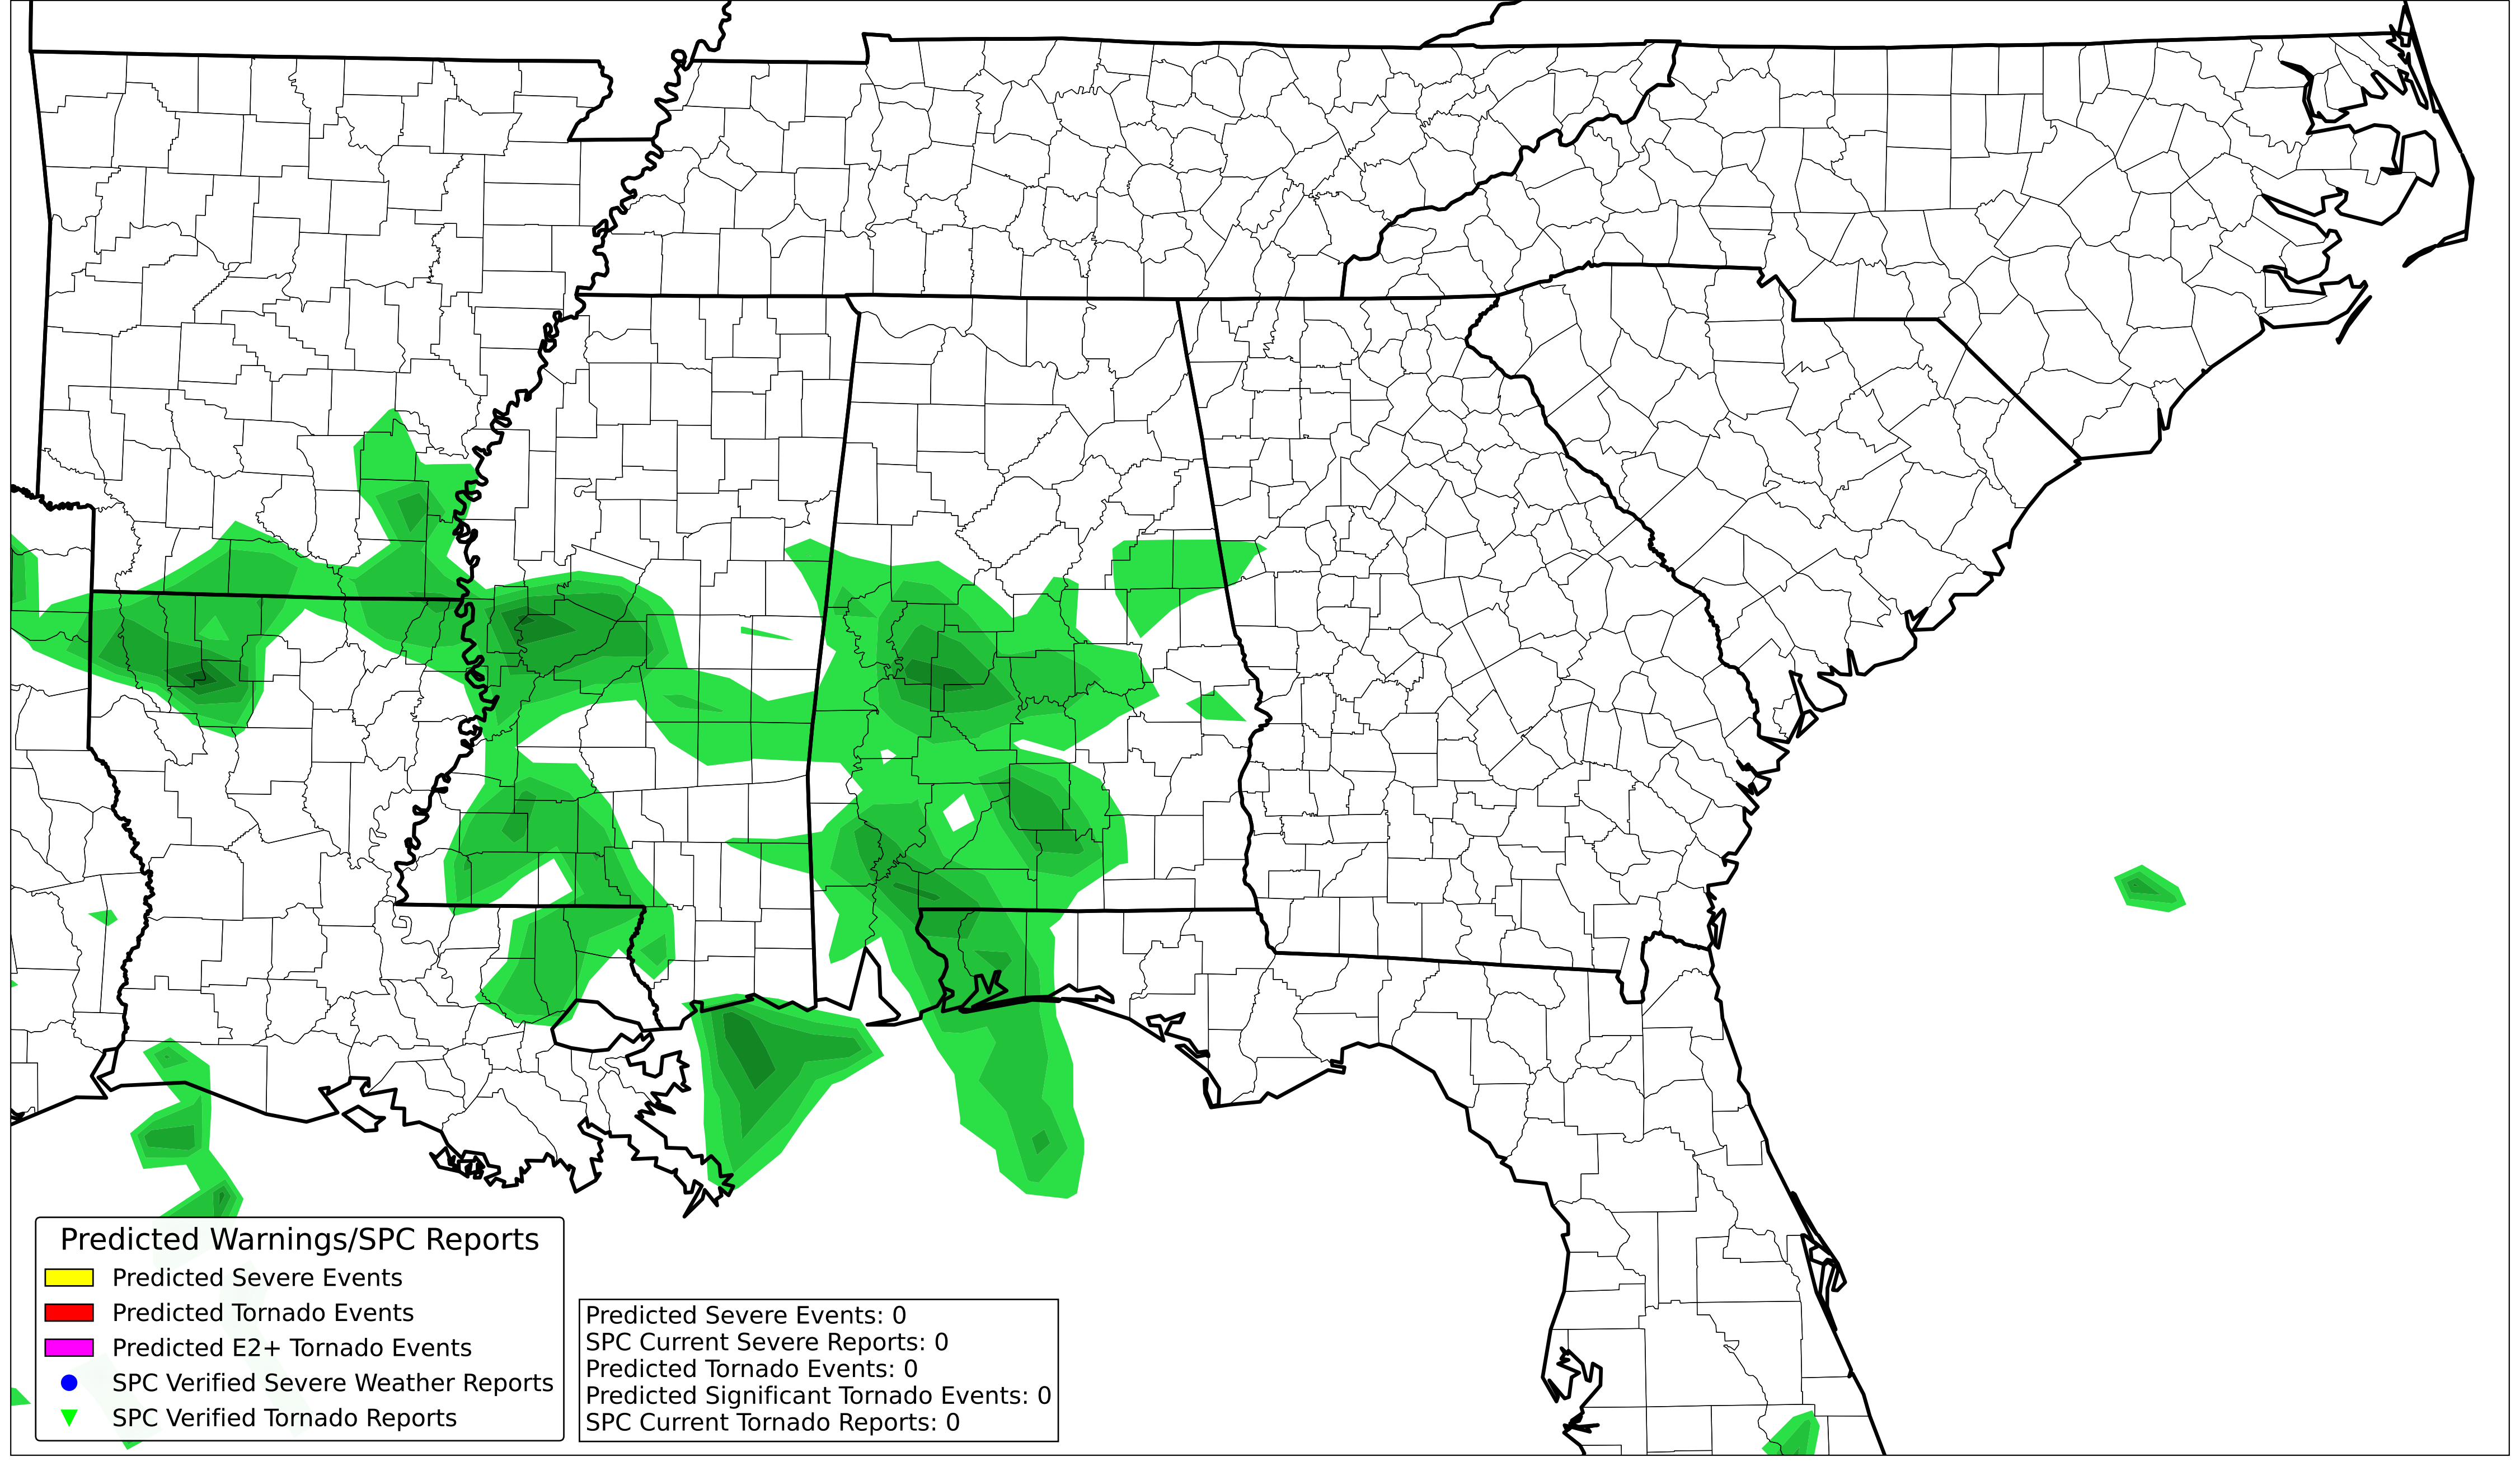 Predicted Warnings/SPC Reports
Predicted Severe Events
Predicted Tornado Events
Predicted E2+ Tornado Events
SPC Verified Severe Weather Reports
SPC Verified Tornado Reports
Predicted Severe Events: 0
SPC Current Severe Reports: 0
Predicted Tornado Events: 0
Predicted Significant Tornado Events: 0
SPC Current Tornado Reports: 0